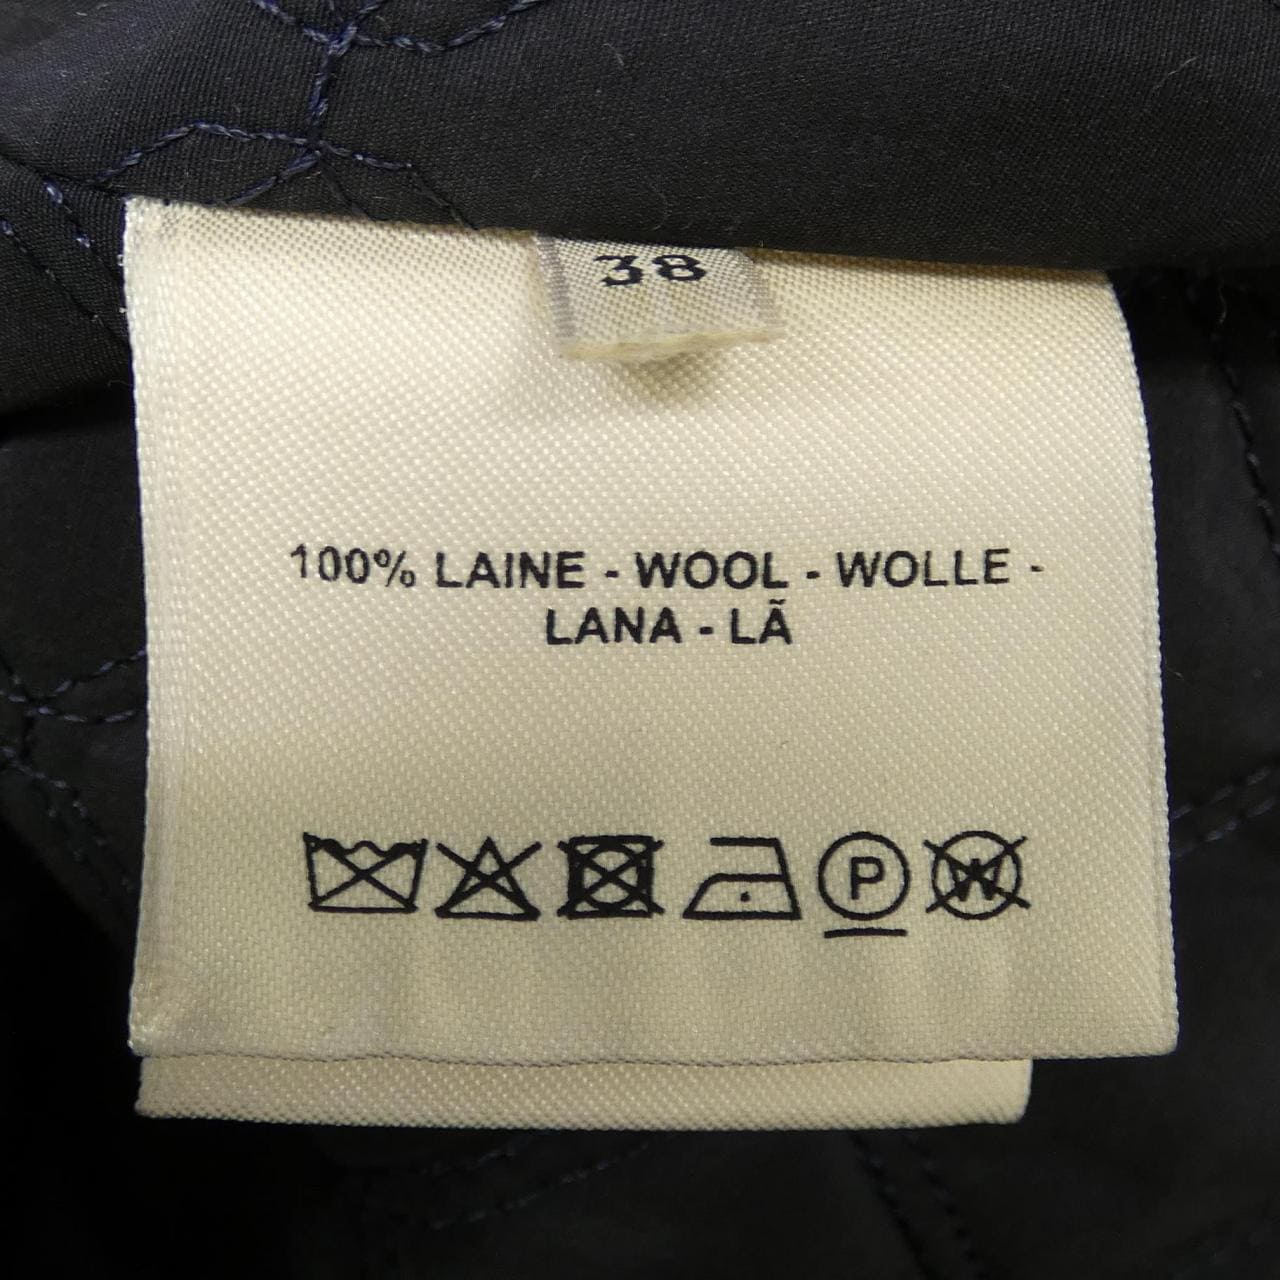 38
100% LAINE - WOOL - WOLLE -
LANA - LÃ
P
W